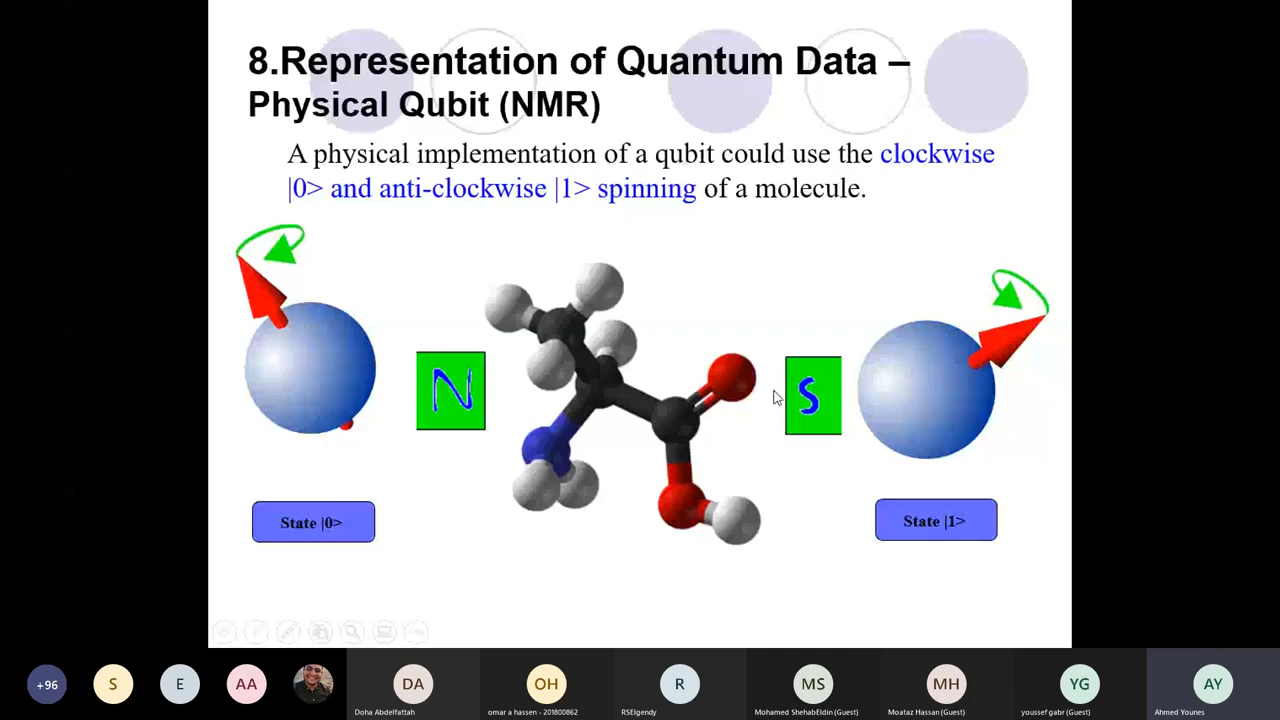 8.Representation of Quantum Data –
Physical Qubit (NMR)
A physical implementation of a qubit could use the clockwise
|0> and anti-clockwise |1> spinning of a molecule.
N
S
State |0>
State |1>
+96
S
E
AA
DA
OH
R
MS
MH
YG
AY
Doha Abdelfattah
omar a hassen - 201800862
RSElgendy
Mohamed ShehabEldin (Guest)
Moataz Hassan (Guest)
youssef gabr (Guest)
Ahmed Younes